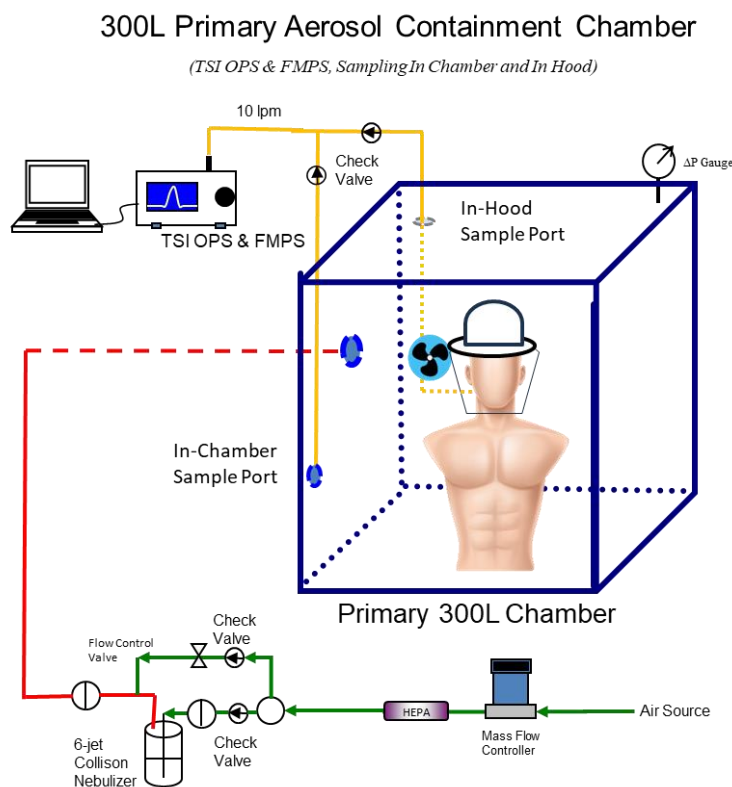 300L Primary Aerosol Containment Chamber
(TSI OPS & FMPS, Sampling In Chamber and In Hood)
10 lpm
Check
Valve
ΔP Gauge
In-Hood
Sample Port
TSI OPS & FMPS
In-Chamber
Sample Port
Primary 300L Chamber
Check
Valve
Flow Control
Valve
HEPA
Air Source
Mass Flow
Controller
Check
Valve
6-jet
Collison
Nebulizer